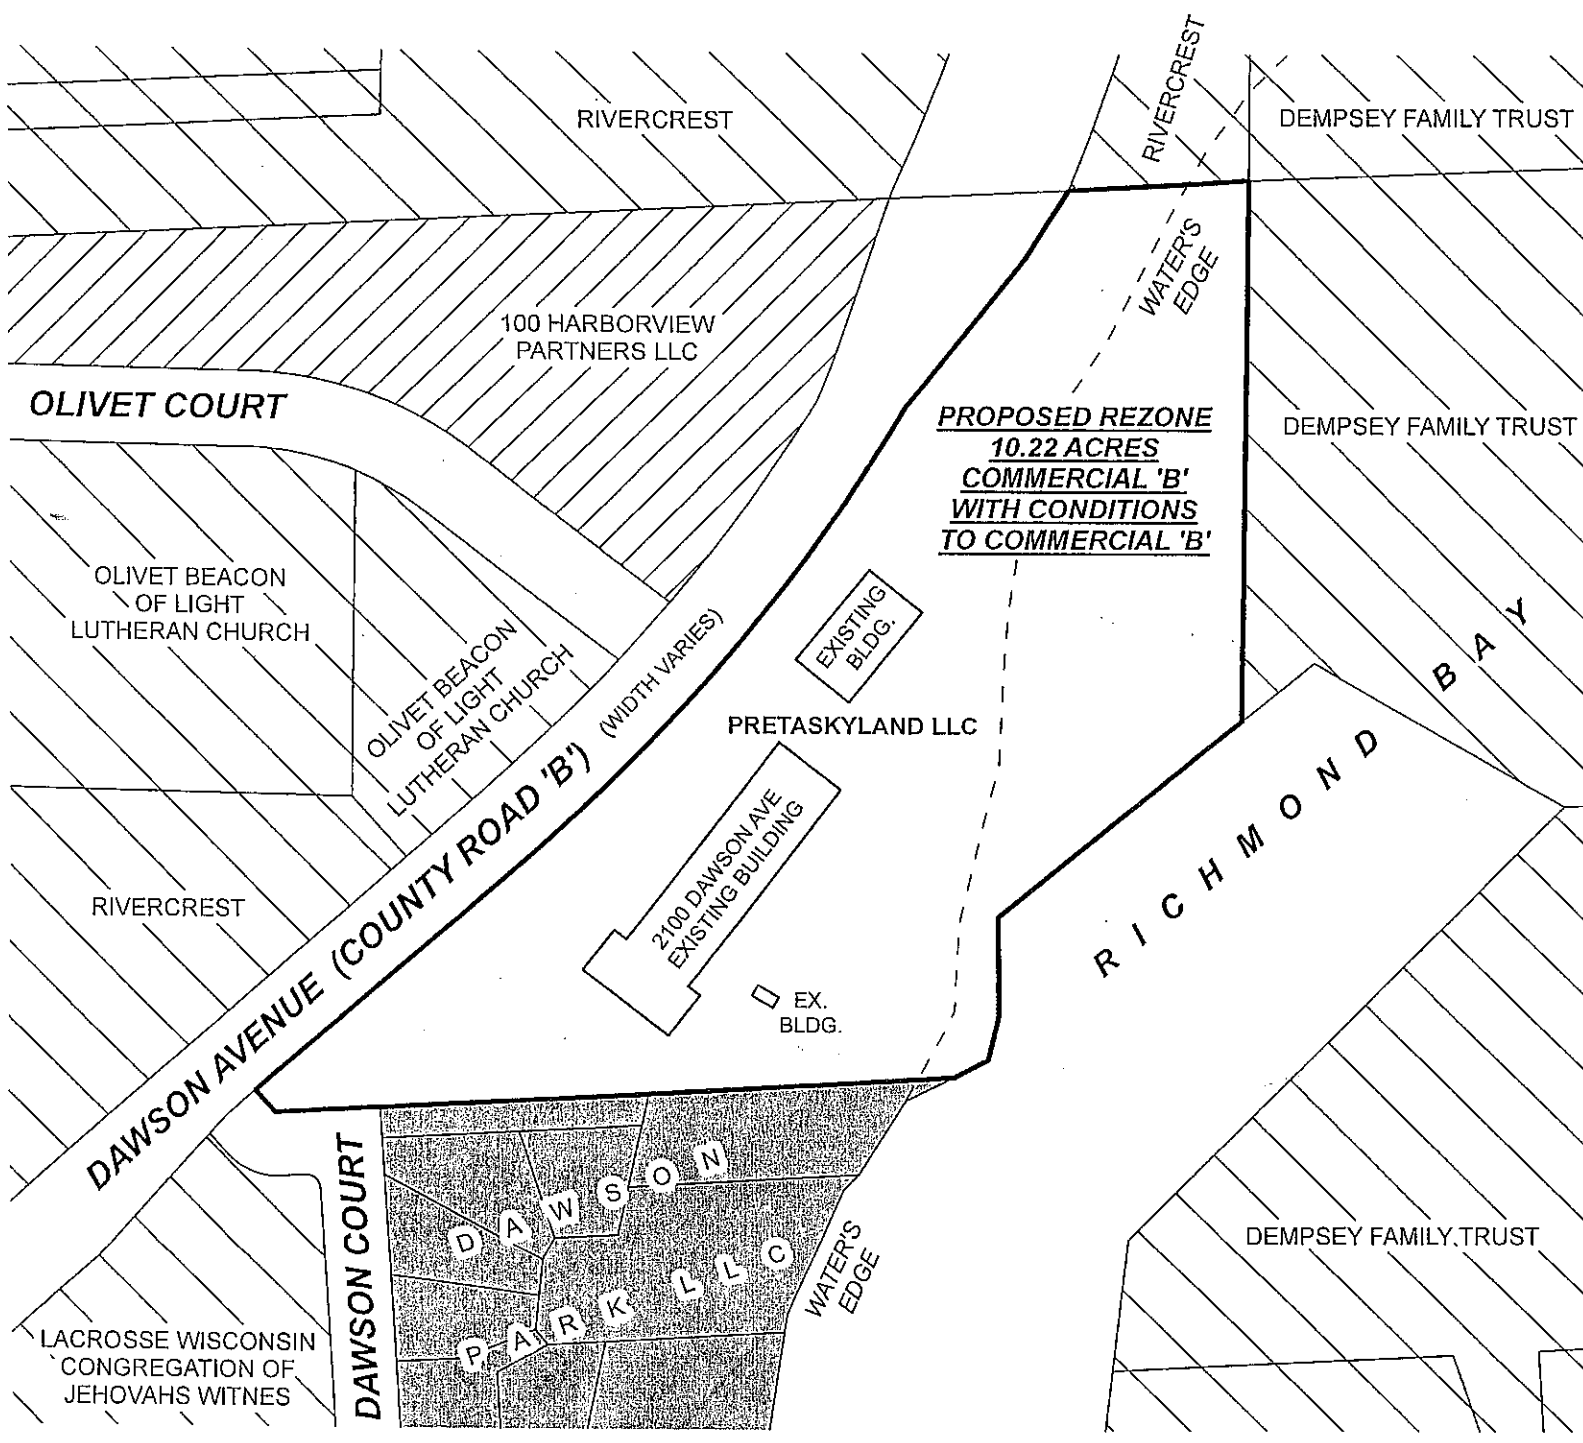 RIVERCREST
RIVERCREST
DEMPSEY FAMILY TRUST
WATER'S
EDGE
100 HARBORVIEW
PARTNERS LLC
OLIVET COURT
PROPOSED REZONE
10.22 ACRES
COMMERCIAL 'B'
WITH CONDITIONS
TO COMMERCIAL 'B'
DEMPSEY FAMILY TRUST
OLIVET BEACON
OF LIGHT
LUTHERAN CHURCH
OLIVET BEACON
OF LIGHT
LUTHERAN CHURCH
EXISTING
BLDG.
PRETASKYLAND LLC
2100 DAWSON AVE
EXISTING BUILDING
EX.
BLDG.
RIVERCREST
DAWSON AVENUE (COUNTY ROAD 'B') (WIDTH VARIES)
RICHMOND BAY
DAWSON COURT
DAWSON
PARK LLC
WATER'S
EDGE
DEMPSEY FAMILY TRUST
LACROSSE WISCONSIN
CONGREGATION OF
JEHOVAHS WITNES